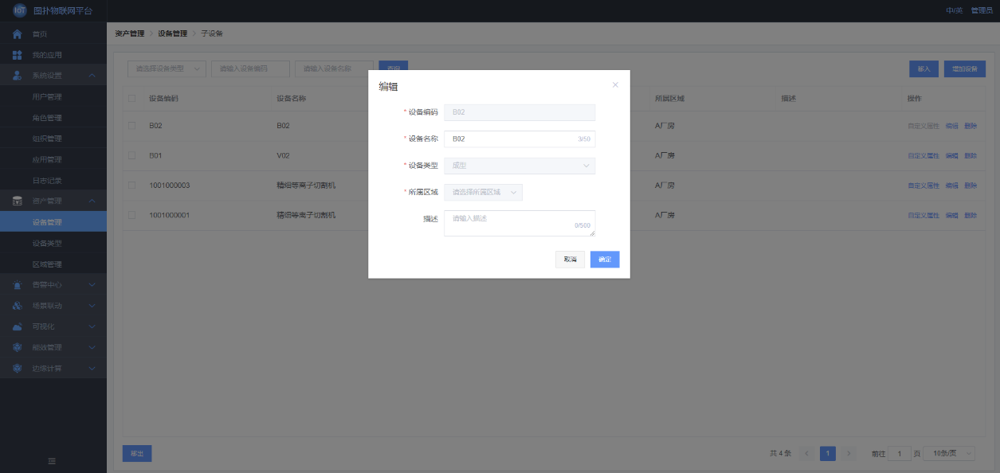 IOT 图扑物联网平台
中/英 管理员
首页
我的应用
系统设置
用户管理
角色管理
组织管理
应用管理
日志记录
资产管理
设备管理
设备类型
区域管理
告警中心
场景联动
可视化
能效管理
边缘计算
资产管理 > 设备管理 > 子设备
请选择设备类型 请输入设备编码 请输入设备名称 查询 移入 增加设备
设备编码 设备名称 所属区域 描述 操作
B02 B02 A厂房 自定义属性 编辑 删除
B01 V02 A厂房 自定义属性 编辑 删除
1001000003 精细等离子切割机 A厂房 自定义属性 编辑 删除
1001000001 精细等离子切割机 A厂房 自定义属性 编辑 删除
编辑
* 设备编码 B02
* 设备名称 B02 3/50
* 设备类型 成型
* 所属区域 请选择所属区域
描述 请输入描述
0/500
取消 确定
移出 共 4 条 < 1 > 前往 1 页 10条/页